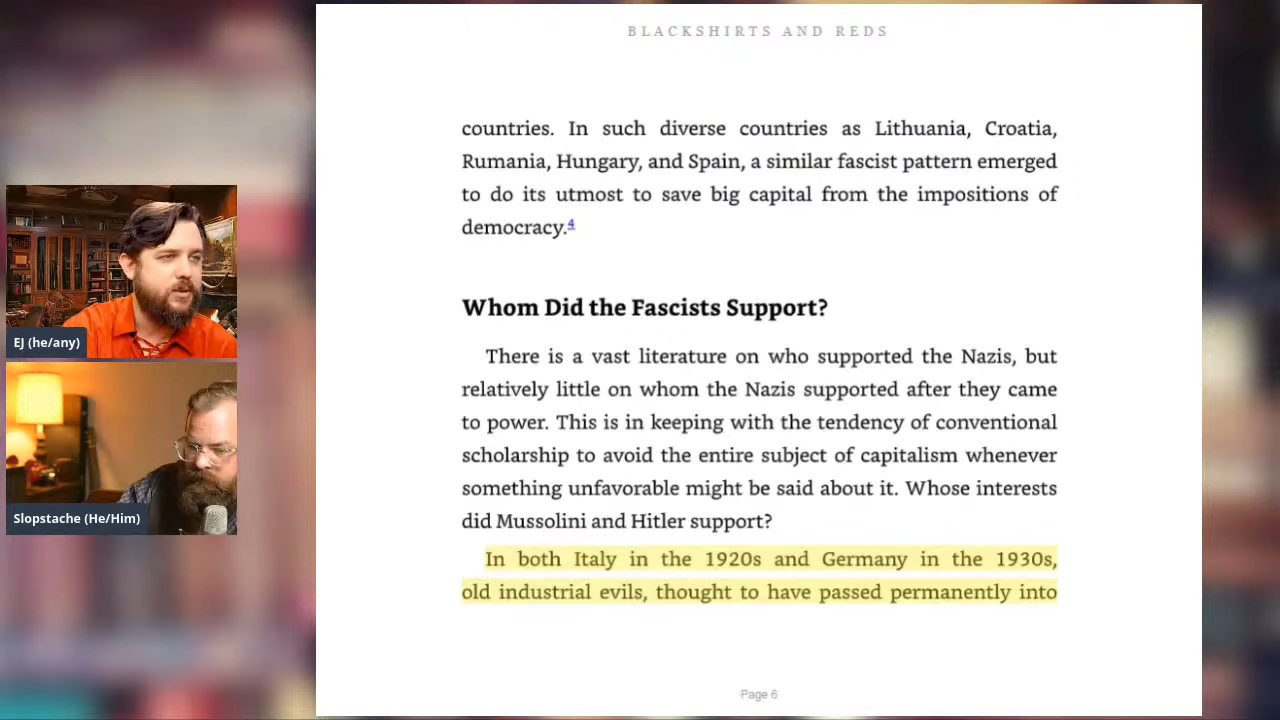 BLACKSHIRTS AND REDS
countries. In such diverse countries as Lithuania, Croatia,
Rumania, Hungary, and Spain, a similar fascist pattern emerged
to do its utmost to save big capital from the impositions of
democracy.4
Whom Did the Fascists Support?
There is a vast literature on who supported the Nazis, but
relatively little on whom the Nazis supported after they came
to power. This is in keeping with the tendency of conventional
scholarship to avoid the entire subject of capitalism whenever
something unfavorable might be said about it. Whose interests
did Mussolini and Hitler support?
In both Italy in the 1920s and Germany in the 1930s,
old industrial evils, thought to have passed permanently into
Page 6
EJ (he/any)
Slopstache (He/Him)